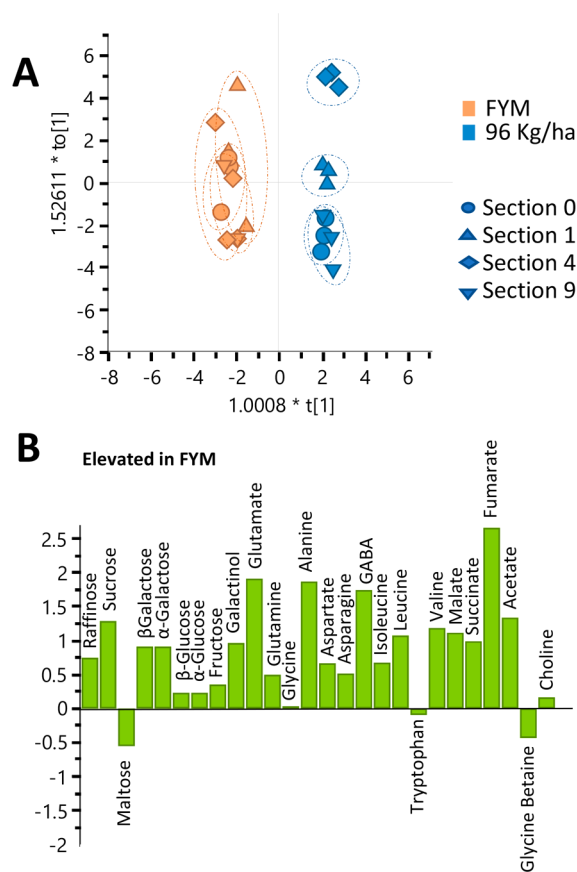 A
6
4
2
0
-2
-4
-6
-8
-8 -6 -4 -2 0 2 4 6
1.52611 * to[1]
1.0008 * t[1]
FYM
96 Kg/ha
Section 0
Section 1
Section 4
Section 9
B
Elevated in FYM
2.5
2
1.5
1
0.5
0
-0.5
-1
-1.5
-2
Raffinose
Sucrose
Maltose
βGalactose
α-Galactose
β-Glucose
α-Glucose
Fructose
Galactinol
Glutamate
Glutamine
Glycine
Alanine
Aspartate
Asparagine
GABA
Isoleucine
Leucine
Tryptophan
Valine
Malate
Succinate
Fumarate
Acetate
Glycine Betaine
Choline